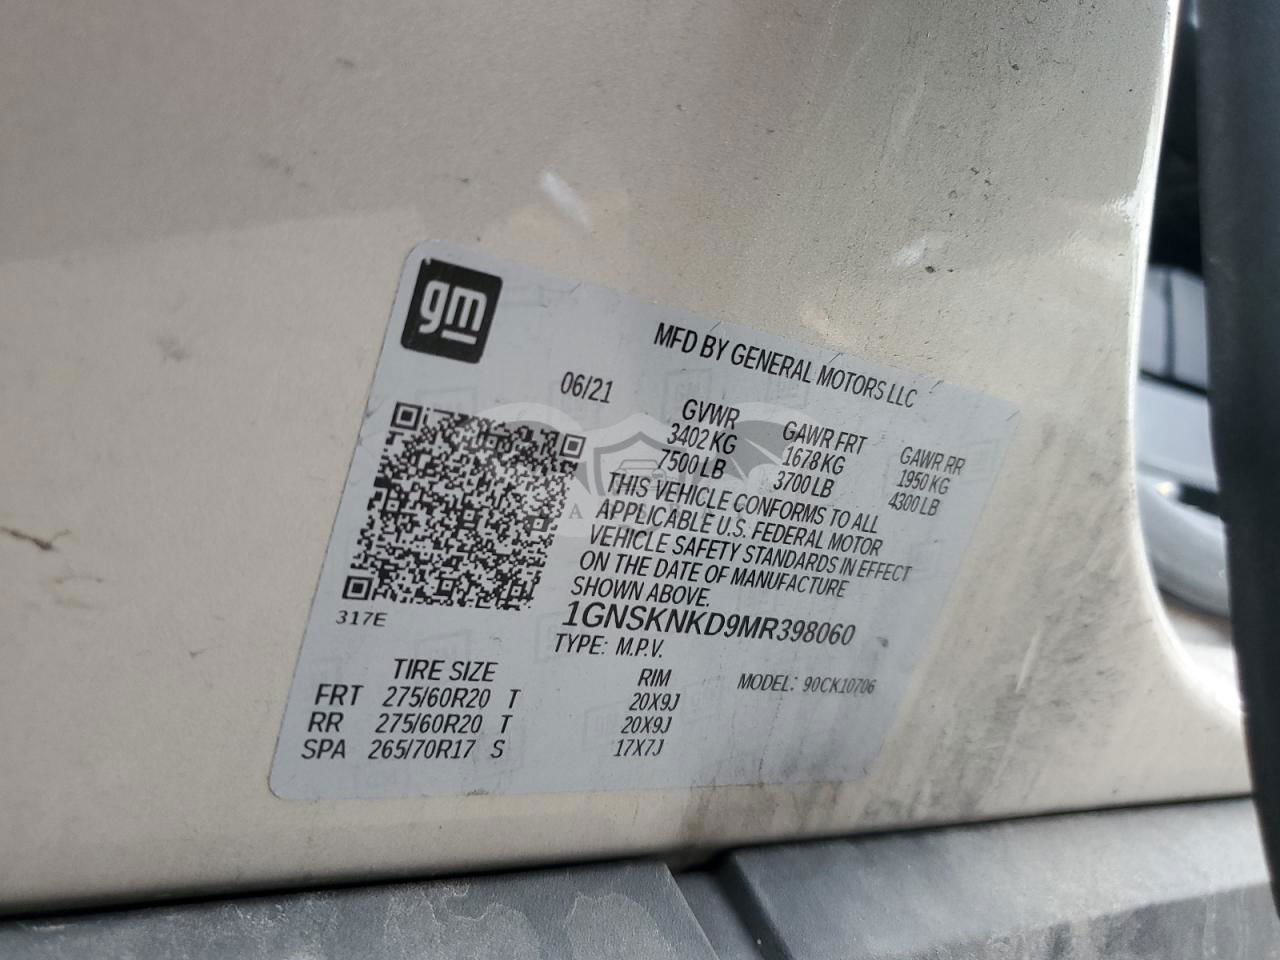 gm
MFD BY GENERAL MOTORS LLC
06/21
GVWR GAWR FRT GAWR RR
3402 KG 1678 KG 1950 KG
7500 LB 3700 LB 4300 LB
THIS VEHICLE CONFORMS TO ALL
APPLICABLE U.S. FEDERAL MOTOR
VEHICLE SAFETY STANDARDS IN EFFECT
ON THE DATE OF MANUFACTURE
SHOWN ABOVE.
317E
1GNSKNKD9MR398060
TYPE: M.P.V.
MODEL: 90CK10706
TIRE SIZE RIM
FRT 275/60R20 T 20X9J
RR 275/60R20 T 20X9J
SPA 265/70R17 S 17X7J